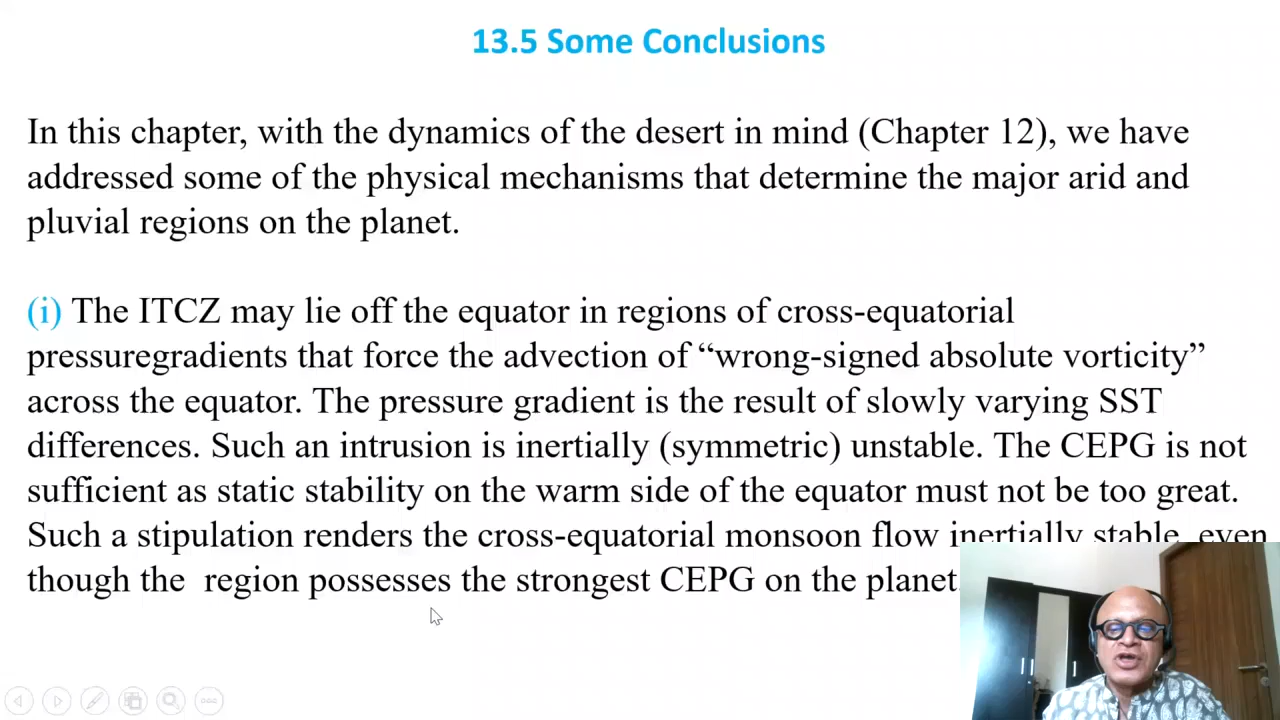 13.5 Some Conclusions
In this chapter, with the dynamics of the desert in mind (Chapter 12), we have
addressed some of the physical mechanisms that determine the major arid and
pluvial regions on the planet.
(i) The ITCZ may lie off the equator in regions of cross-equatorial
pressuregradients that force the advection of “wrong-signed absolute vorticity”
across the equator. The pressure gradient is the result of slowly varying SST
differences. Such an intrusion is inertially (symmetric) unstable. The CEPG is not
sufficient as static stability on the warm side of the equator must not be too great.
Such a stipulation renders the cross-equatorial monsoon flow inertially stable, even
though the region possesses the strongest CEPG on the planet.